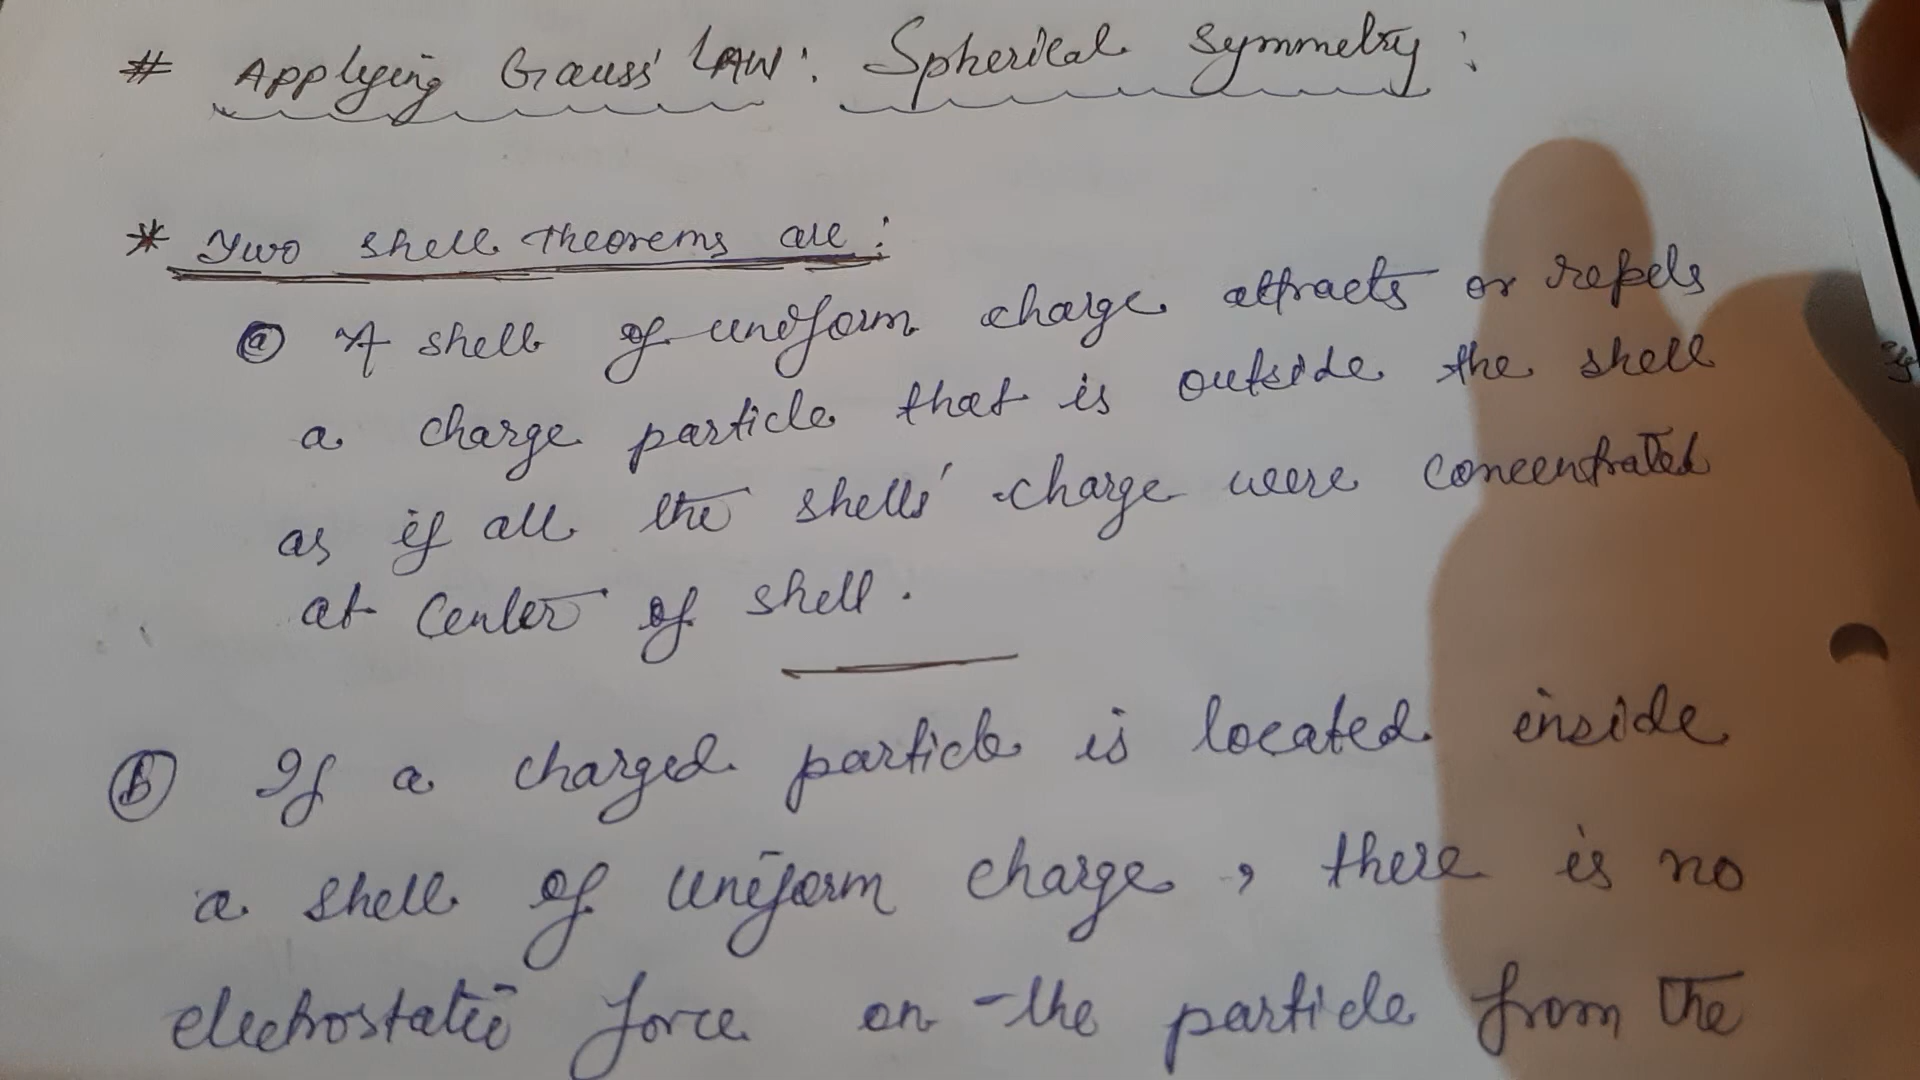 # Applying Gauss' LAW: Spherical Symmetry:
* Two shell theorems are:
(a) A shell of uniform charge attracts or repels
a charge particle that is outside the shell
as if all the shells' charge were concentrated
at center of shell.
(b) If a charged particle is located inside
a shell of uniform charge, there is no
electrostatic force on the particle from the